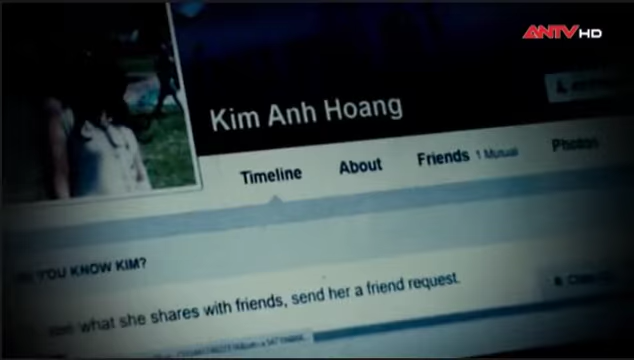 ANTV HD
Kim Anh Hoang
Timeline About Friends 1 Mutual Photos
YOU KNOW KIM?
what she shares with friends, send her a friend request.